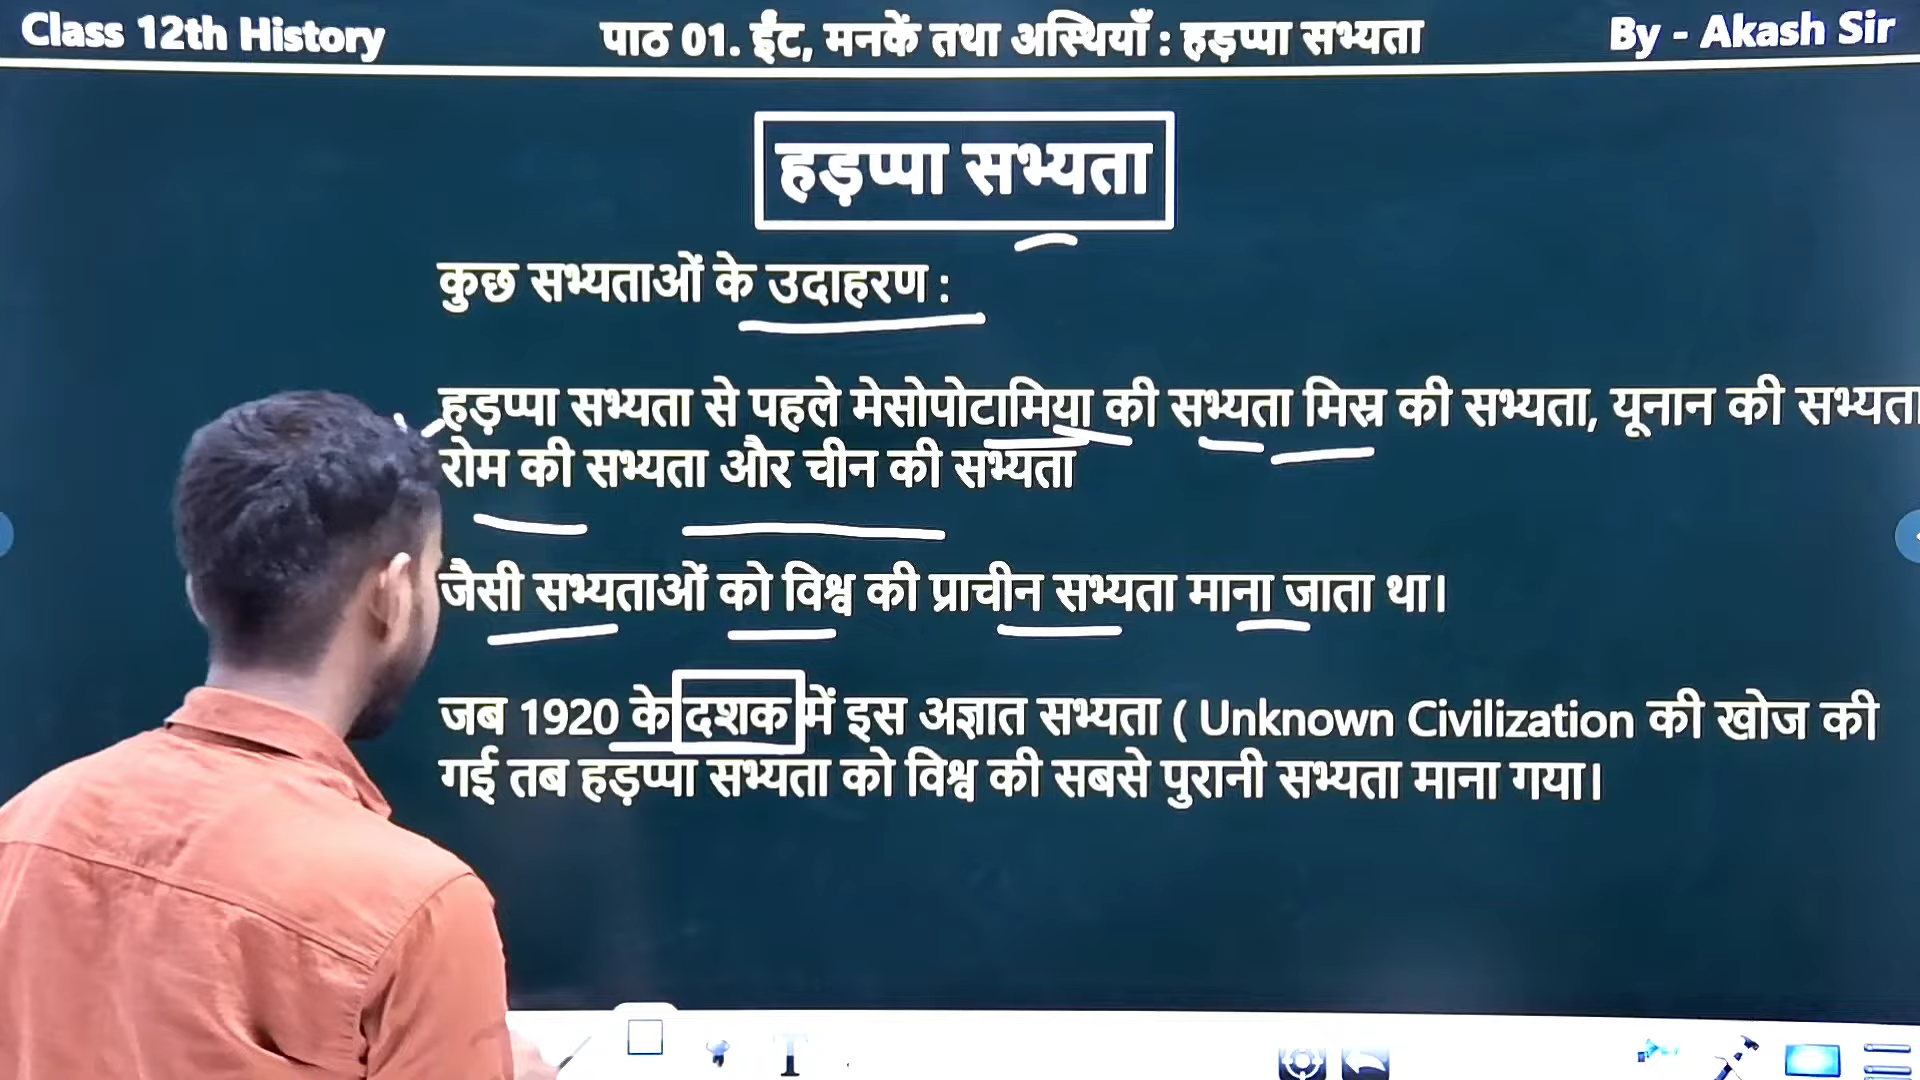 Class 12th History
पाठ 01. ईंट, मनकें तथा अस्थियाँ : हड़प्पा सभ्यता
By - Akash Sir
हड़प्पा सभ्यता
कुछ सभ्यताओं के उदाहरण :
हड़प्पा सभ्यता से पहले मेसोपोटामिया की सभ्यता मिस्र की सभ्यता, यूनान की सभ्यता
रोम की सभ्यता और चीन की सभ्यता
जैसी सभ्यताओं को विश्व की प्राचीन सभ्यता माना जाता था।
जब 1920 के दशक में इस अज्ञात सभ्यता ( Unknown Civilization की खोज की
गई तब हड़प्पा सभ्यता को विश्व की सबसे पुरानी सभ्यता माना गया।
T